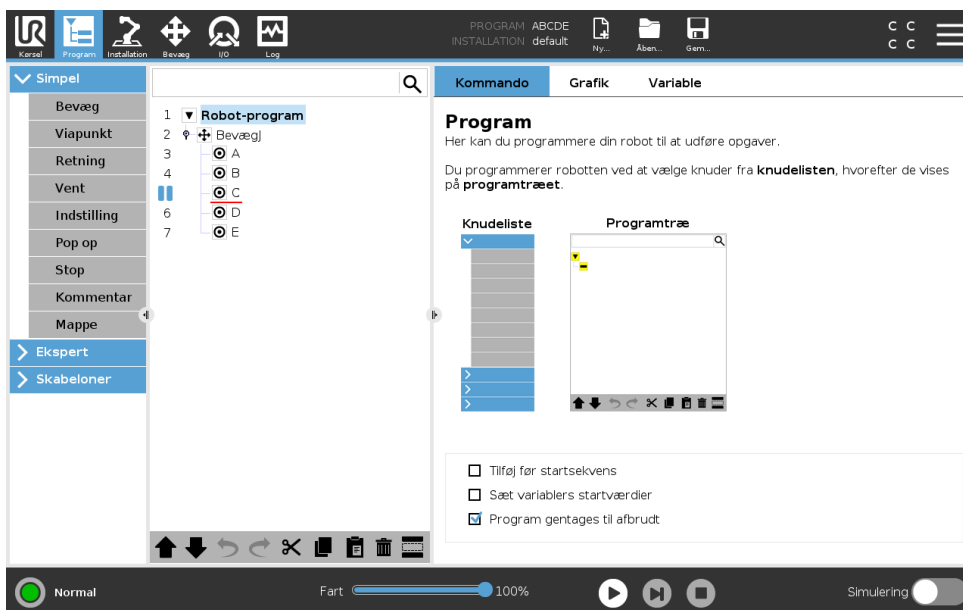 PROGRAM ABCDE
INSTALLATION default
Kørsel
Program
Installation
Bevæg
I/O
Log
Ny...
Åben...
Gem...
C C
C C
Simpel
Bevæg
Viapunkt
Retning
Vent
Indstilling
Pop op
Stop
Kommentar
Mappe
Ekspert
Skabeloner
1 Robot-program
2 BevægJ
3 A
4 B
C
6 D
7 E
Kommando Grafik Variable
Program
Her kan du programmere din robot til at udføre opgaver.
Du programmerer robotten ved at vælge knuder fra knudelisten, hvorefter de vises
på programtræet.
Knudeliste Programtræ
Tilføj før startsekvens
Sæt variablers startværdier
Program gentages til afbrudt
Normal
Fart 100%
Simulering